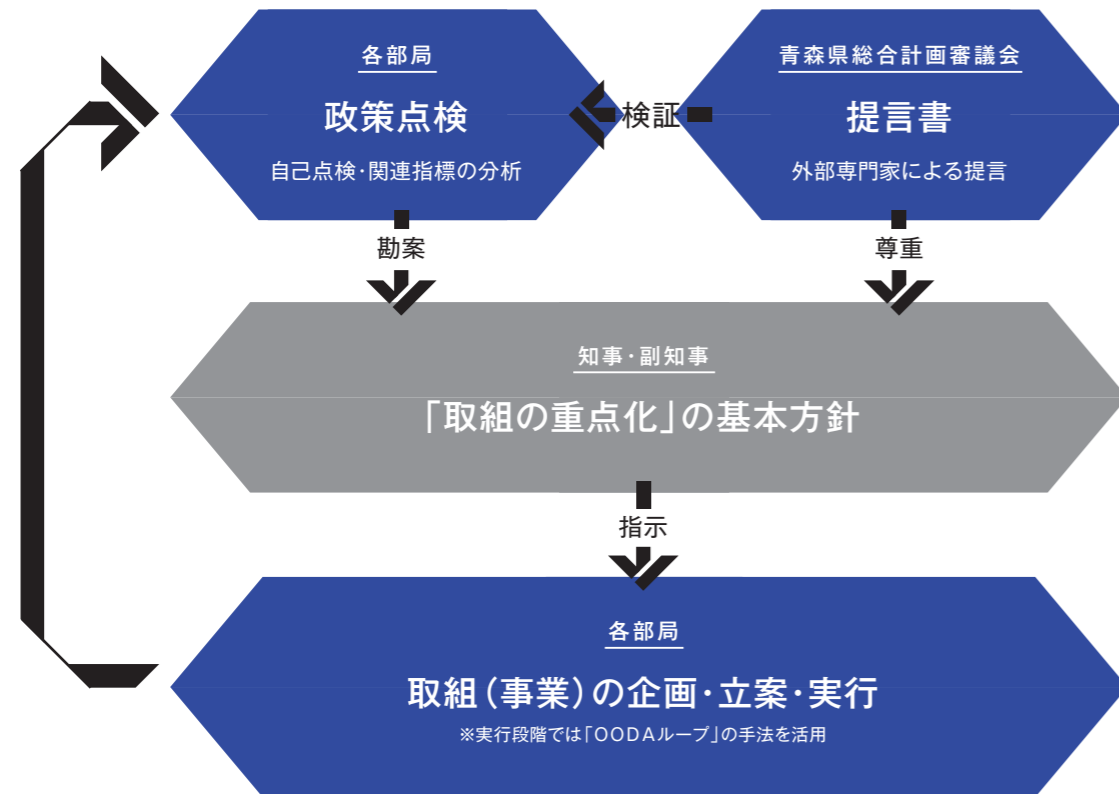 各部局
政策点検
自己点検・関連指標の分析
検証
青森県総合計画審議会
提言書
外部専門家による提言
勘案
尊重
知事・副知事
「取組の重点化」の基本方針
指示
各部局
取組(事業)の企画・立案・実行
※実行段階では「OODAループ」の手法を活用